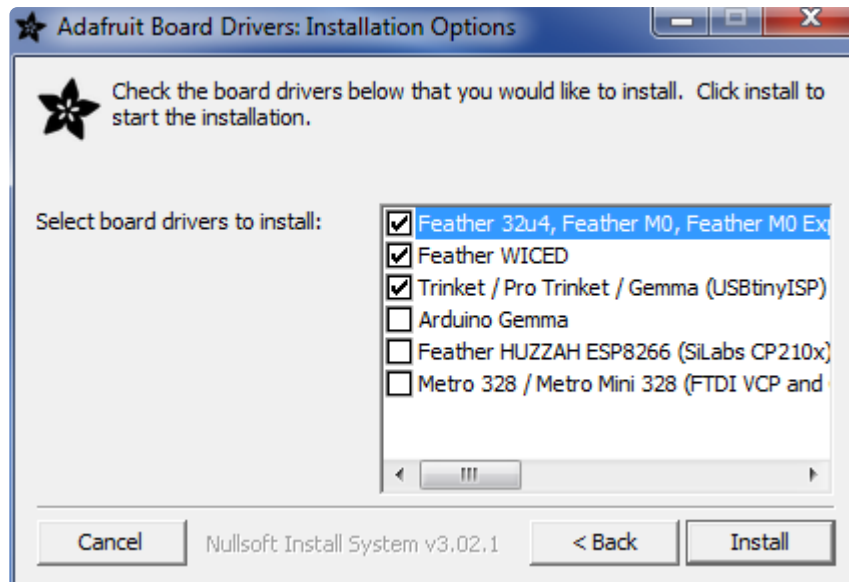 Adafruit Board Drivers: Installation Options
Check the board drivers below that you would like to install. Click install to
start the installation.
Select board drivers to install:
Feather 32u4, Feather M0, Feather M0
Feather WICED
Trinket / Pro Trinket / Gemma (USBtinyISP)
Arduino Gemma
Feather HUZZAH ESP8266 (SiLabs CP210x)
Metro 328 / Metro Mini 328 (FTDI VCP and
Cancel
Nullsoft Install System v3.02.1
< Back
Install